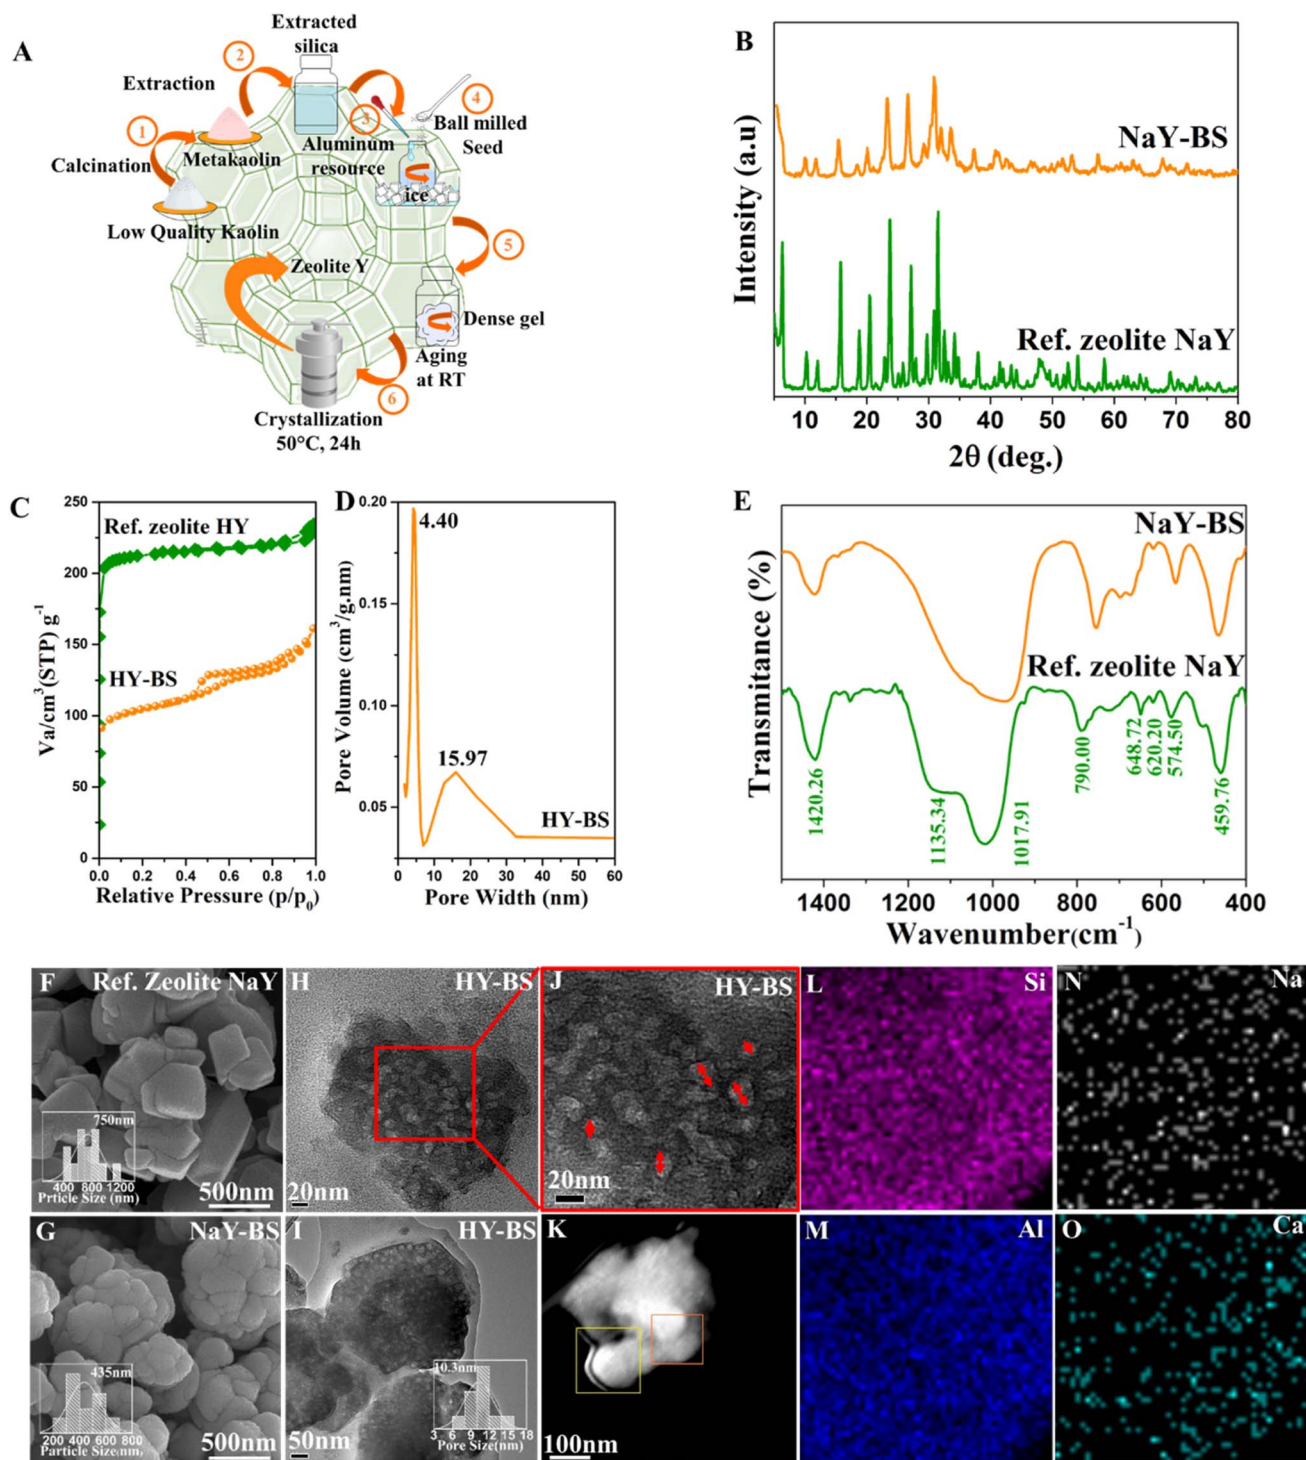 A
1
Calcination
Low Quality Kaolin
Metakaolin
2
Extraction
Extracted
silica
3
Aluminum
resource
4
Ball milled
Seed
ice
5
Dense gel
Aging
at RT
6
Crystallization
50°C, 24h
Zeolite Y
B
Intensity (a.u)
NaY-BS
Ref. zeolite NaY
10 20 30 40 50 60 70 80
2θ (deg.)
C
Va/cm³(STP) g⁻¹
250
200
150
100
50
0
Ref. zeolite HY
HY-BS
0.0 0.2 0.4 0.6 0.8 1.0
Relative Pressure (p/p₀)
D
Pore Volume (cm³/g.nm)
0.20
0.15
0.10
0.05
4.40
15.97
HY-BS
0 10 20 30 40 50 60
Pore Width (nm)
E
Transmitance (%)
NaY-BS
Ref. zeolite NaY
1420.26
1135.34
1017.91
790.00
648.72
620.20
574.50
459.76
1400 1200 1000 800 600 400
Wavenumber(cm⁻¹)
F
Ref. Zeolite NaY
750nm
400 800 1200
Prticle Size (nm)
500nm
H
HY-BS
20nm
J
HY-BS
20nm
L
Si
N
Na
G
NaY-BS
435nm
200 400 600 800
Particle Size(nm)
500nm
I
HY-BS
10.3nm
3 6 9 12 15 18
Pore Size(nm)
50nm
K
100nm
M
Al
O
Ca